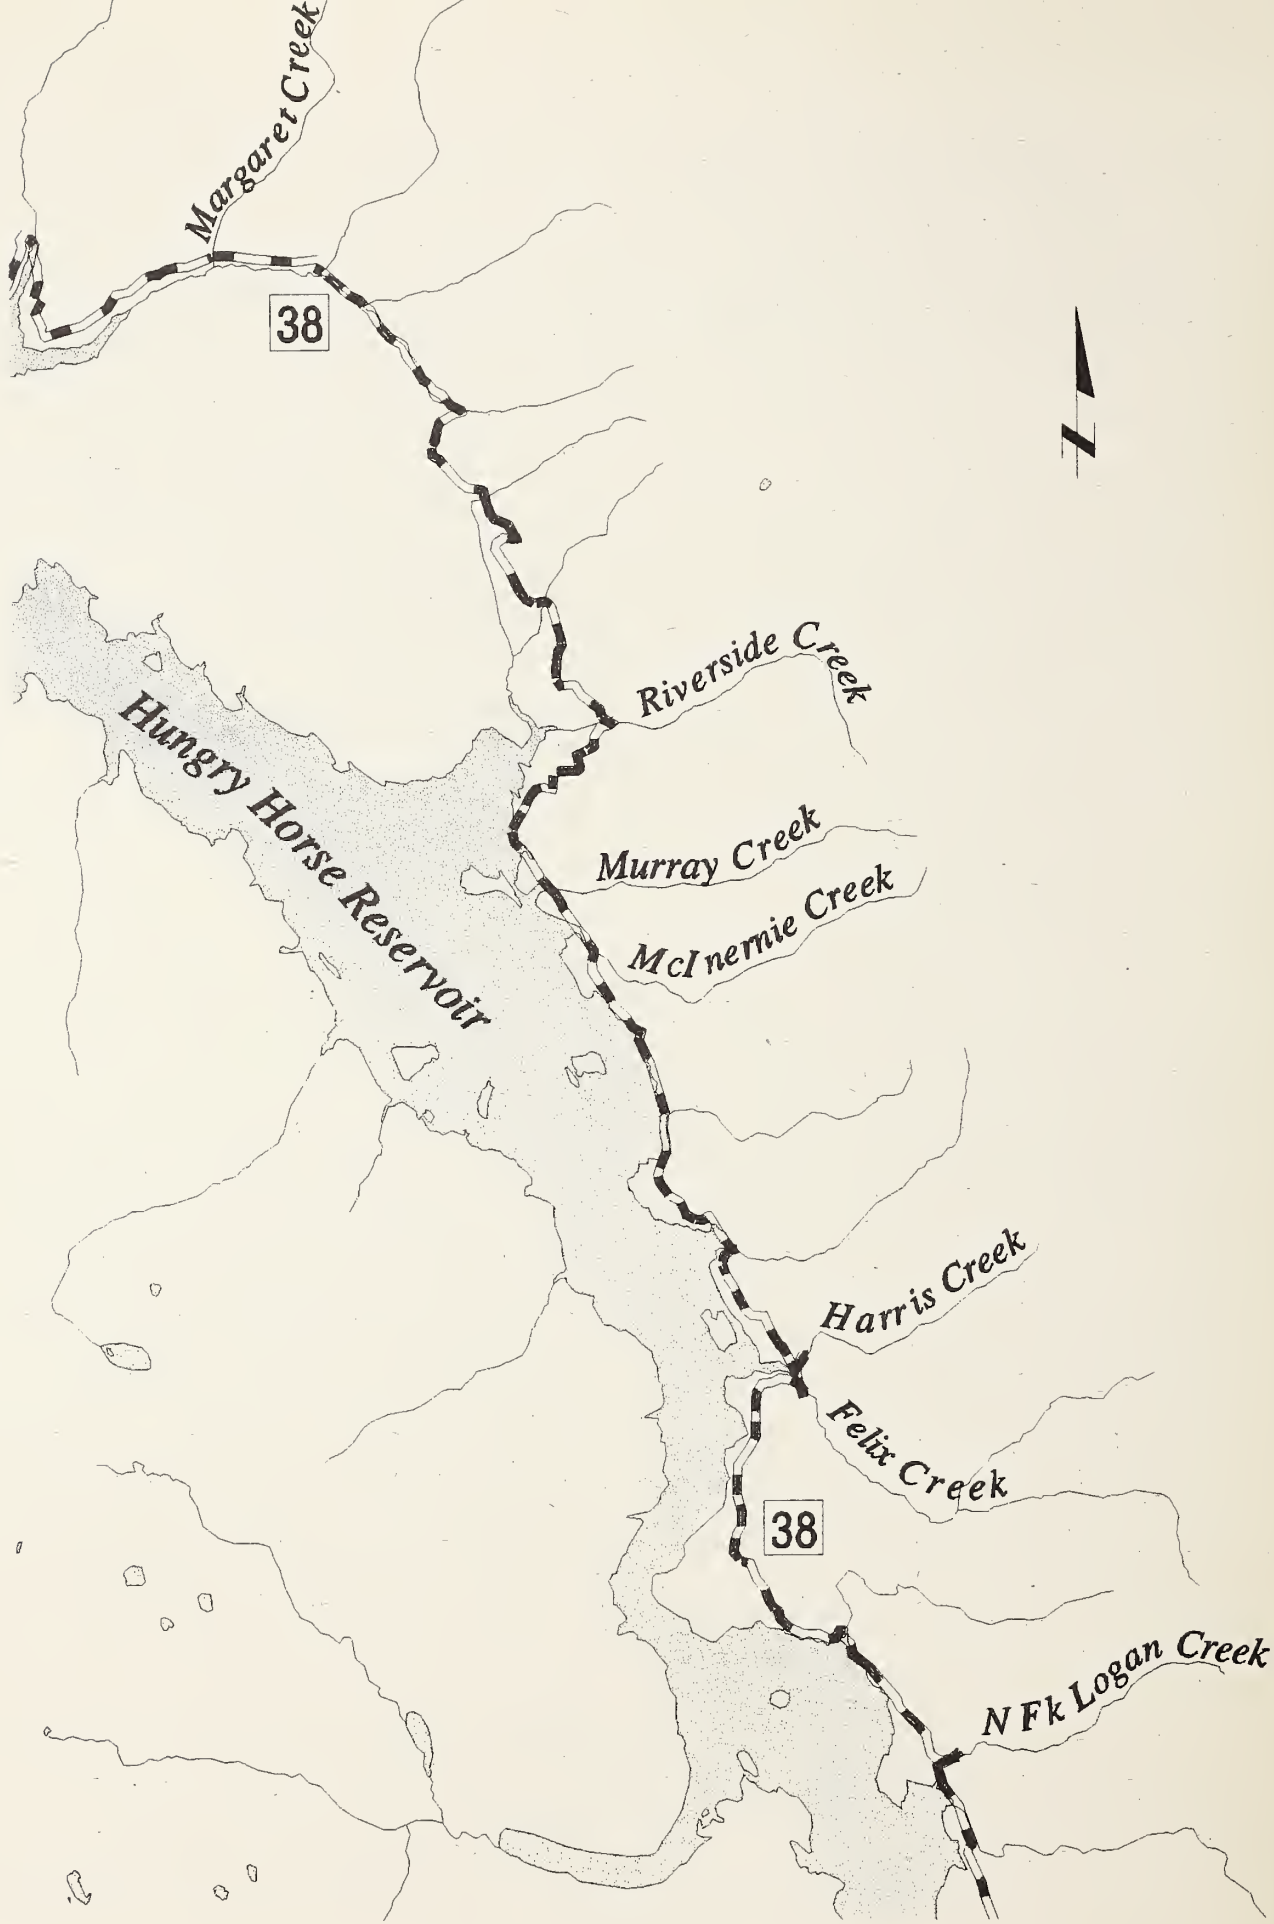 Margaret Creek
38
Riverside Creek
Hungry Horse Reservoir
Murray Creek
McInernie Creek
Harris Creek
Felix Creek
38
N Fk Logan Creek